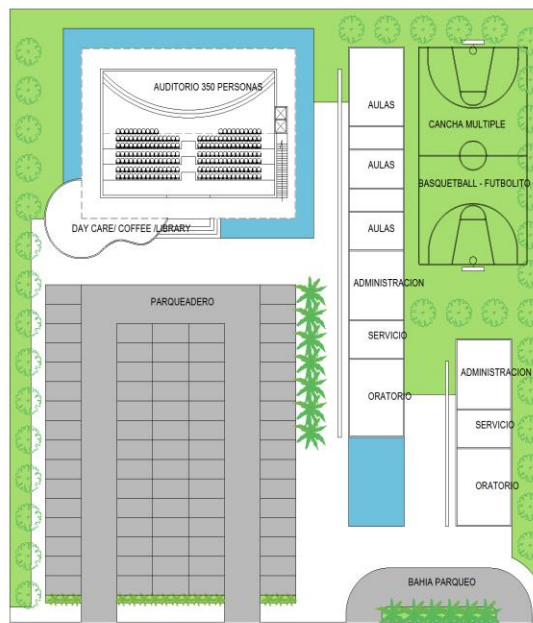 AUDITORIO 350 PERSONAS
AULAS
CANCHA MULTIPLE
AULAS
BASQUETBALL - FUTBOLITO
DAY CARE/ COFFEE /LIBRARY
AULAS
ADMINISTRACION
PARQUEADERO
SERVICIO
ORATORIO
ADMINISTRACION
SERVICIO
ORATORIO
BAHIA PARQUEO